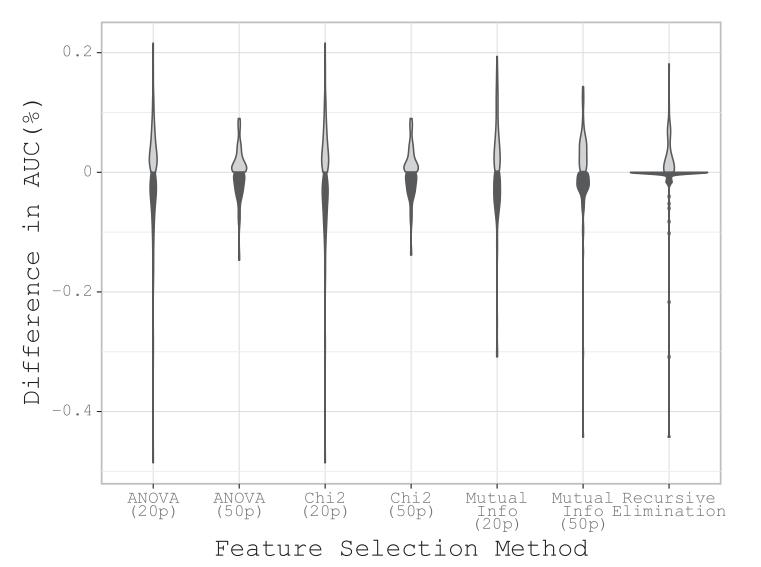 Difference in AUC(%)
0.2
0
-0.2
-0.4
ANOVA
(20p)
ANOVA
(50p)
Chi2
(20p)
Chi2
(50p)
Mutual
Info
(20p)
Mutual
Info
(50p)
Recursive
Elimination
Feature Selection Method